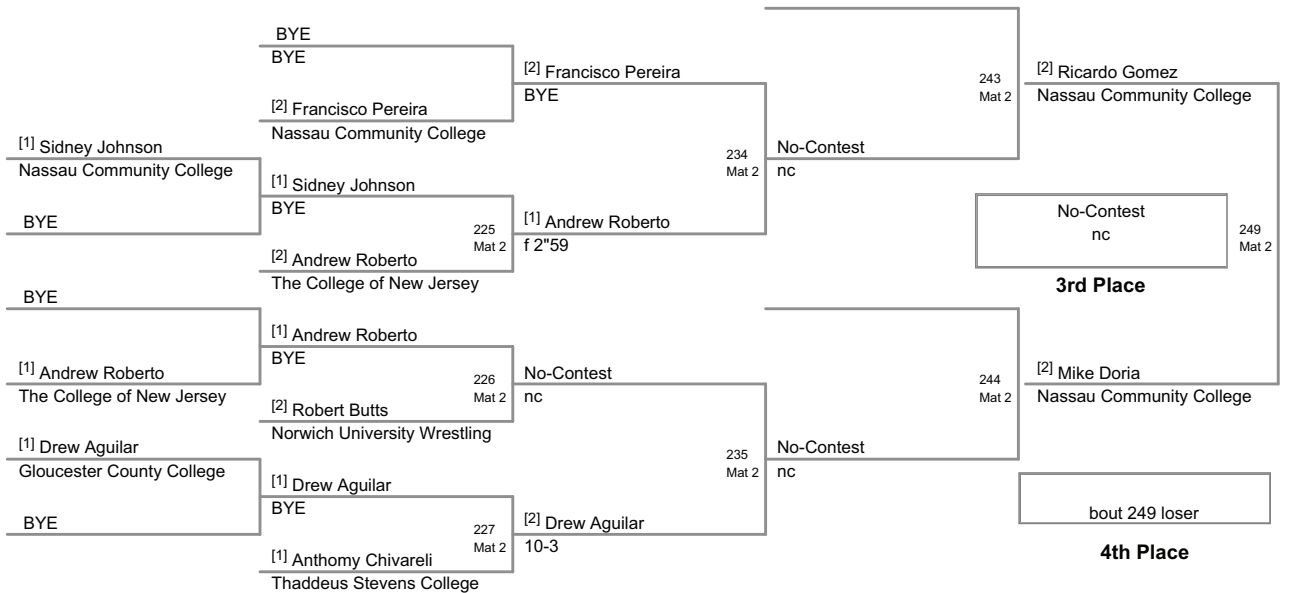 BYE
BYE
[2] Francisco Pereira
BYE
[2] Francisco Pereira
Nassau Community College
[1] Sidney Johnson
Nassau Community College
BYE
[1] Sidney Johnson
BYE
225
Mat 2
[2] Andrew Roberto
The College of New Jersey
[1] Andrew Roberto
f 2"59
234
Mat 2
No-Contest
nc
243
Mat 2
[2] Ricardo Gomez
Nassau Community College
No-Contest
nc
249
Mat 2
3rd Place
BYE
[1] Andrew Roberto
The College of New Jersey
[1] Andrew Roberto
BYE
226
Mat 2
[2] Robert Butts
Norwich University Wrestling
No-Contest
nc
[1] Drew Aguilar
Gloucester County College
BYE
[1] Drew Aguilar
BYE
227
Mat 2
[1] Anthomy Chivareli
Thaddeus Stevens College
[2] Drew Aguilar
10-3
235
Mat 2
No-Contest
nc
244
Mat 2
[2] Mike Doria
Nassau Community College
bout 249 loser
4th Place